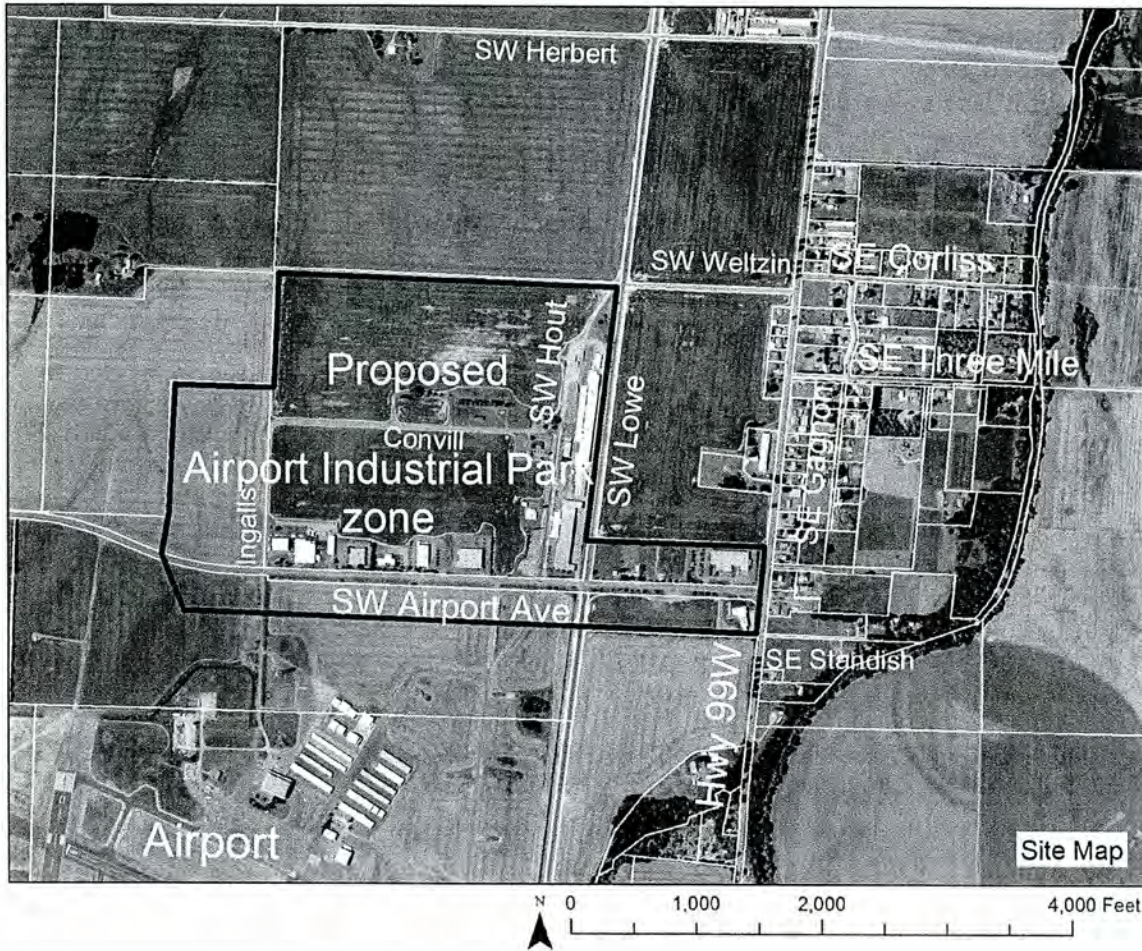 SW Herbert
SW Weltzin
SE Corliss
Proposed
SW Hout
SW Lowe
SE Three Mile
Convill
Airport Industrial Park
zone
SE Gagnon
Ingalls
SW Airport Ave
SE Standish
Hwy 99W
Airport
Site Map
N 0 1,000 2,000 4,000 Feet